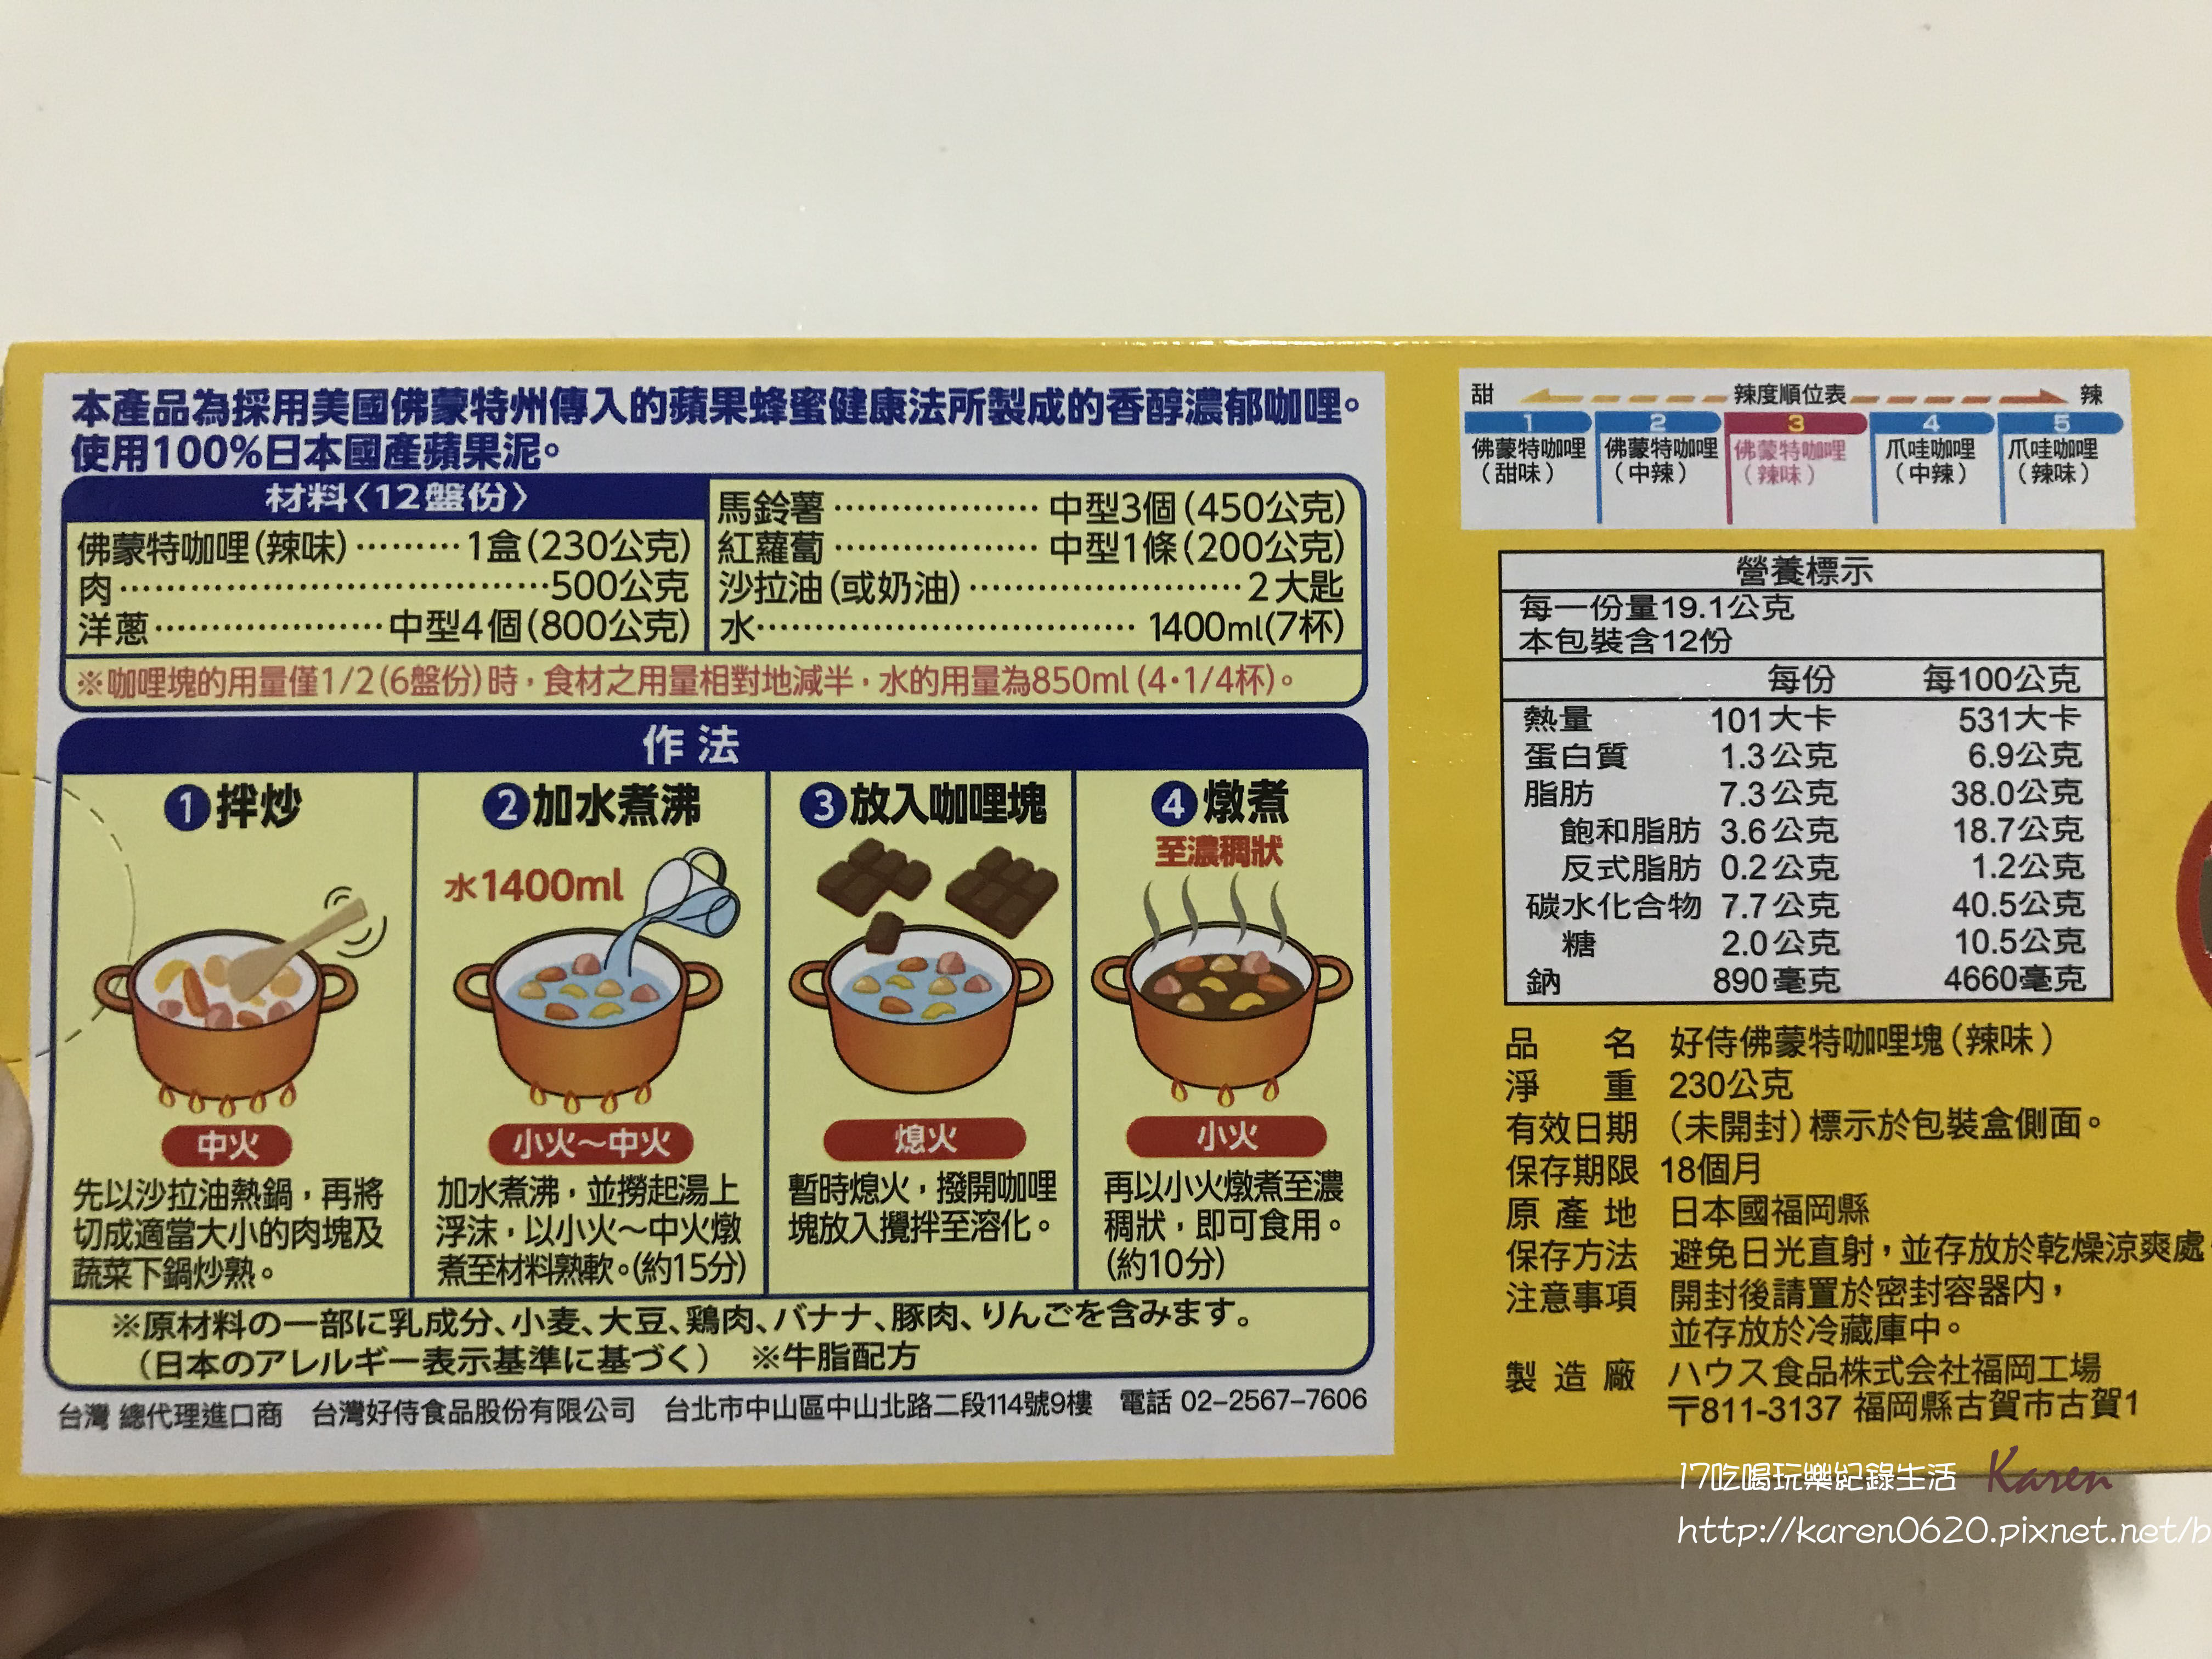 本產品為採用美國佛蒙特州傳入的蘋果蜂蜜健康法所製成的香醇濃郁咖哩。
使用100%日本國產蘋果泥。
材料〈12盤份〉
佛蒙特咖哩(辣味)………1盒(230公克)
肉…………………………………500公克
洋蔥…………………中型4個(800公克)
馬鈴薯………………中型3個(450公克)
紅蘿蔔………………中型1條(200公克)
沙拉油(或奶油)………………………2大匙
水………………………………1400ml(7杯)
※咖哩塊的用量僅1/2(6盤份)時，食材之用量相對地減半，水的用量為850ml(4·1/4杯)。
作法
1拌炒
中火
先以沙拉油熱鍋，再將
切成適當大小的肉塊及
蔬菜下鍋炒熟。
2加水煮沸
水1400ml
小火～中火
加水煮沸，並撈起湯上
浮沫，以小火～中火燉
煮至材料熟軟。(約15分)
3放入咖哩塊
熄火
暫時熄火，撥開咖哩
塊放入攪拌至溶化。
4燉煮
至濃稠狀
小火
再以小火燉煮至濃
稠狀，即可食用。
(約10分)
※原材料の一部に乳成分、小麦、大豆、鶏肉、バナナ、豚肉、りんごを含みます。
（日本のアレルギー表示基準に基づく） ※牛脂配方
台灣 總代理進口商 台灣好侍食品股份有限公司 台北市中山區中山北路二段114號9樓 電話 02-2567-7606
甜 辣度順位表 辣
1 2 3 4 5
佛蒙特咖哩 佛蒙特咖哩 佛蒙特咖哩 爪哇咖哩 爪哇咖哩
（甜味） （中辣） （辣味） （中辣） （辣味）
營養標示
每一份量19.1公克
本包裝含12份
每份 每100公克
熱量 101大卡 531大卡
蛋白質 1.3公克 6.9公克
脂肪 7.3公克 38.0公克
飽和脂肪 3.6公克 18.7公克
反式脂肪 0.2公克 1.2公克
碳水化合物 7.7公克 40.5公克
糖 2.0公克 10.5公克
鈉 890毫克 4660毫克
品名 好侍佛蒙特咖哩塊(辣味)
淨重 230公克
有效日期 (未開封)標示於包裝盒側面。
保存期限 18個月
原產地 日本國福岡縣
保存方法 避免日光直射，並存放於乾燥涼爽處
注意事項 開封後請置於密封容器内，
並存放於冷藏庫中。
製造廠 ハウス食品株式会社福岡工場
〒811-3137 福岡縣古賀市古賀1
17吃喝玩樂紀錄生活 Karen
http://karen0620.pixnet.net/b